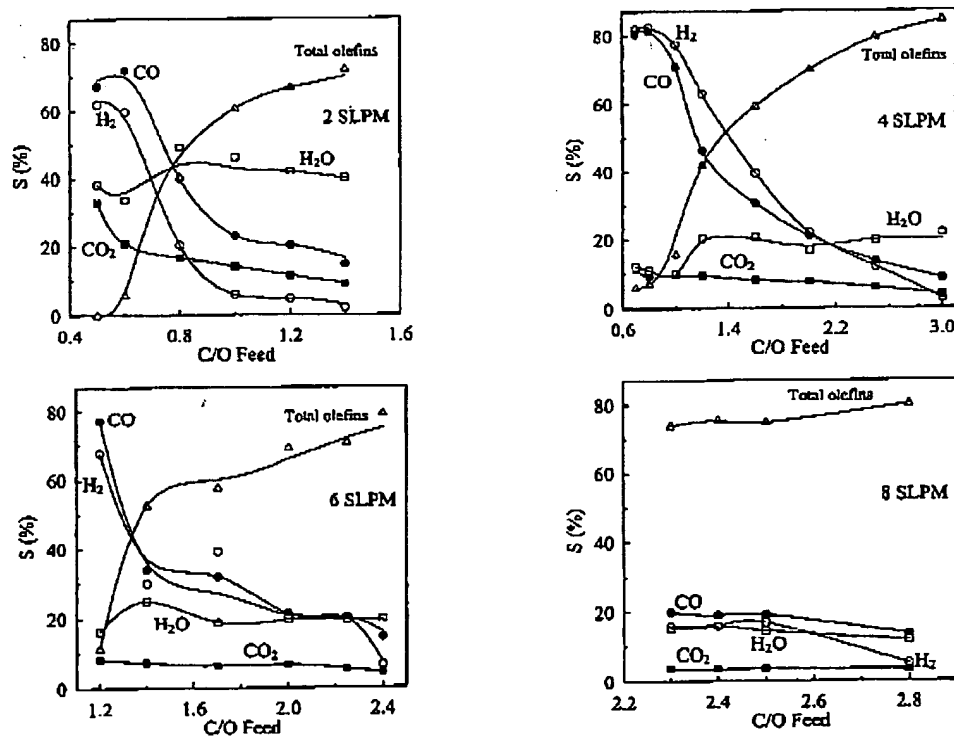 80
60
40
20
0
S (%)
CO
H2
CO2
H2O
Total olefins
2 SLPM
0.4
0.8
1.2
1.6
C/O Feed
80
60
40
20
0
S (%)
H2
CO
Total olefins
4 SLPM
H2O
CO2
0.6
1.4
2.2
3.0
C/O Feed
80
60
40
20
0
S (%)
CO
H2
Total olefins
6 SLPM
H2O
CO2
1.2
1.6
2.0
2.4
C/O Feed
80
60
40
20
0
S (%)
Total olefins
8 SLPM
CO
H2O
CO2
H2
2.2
2.4
2.6
2.8
C/O Feed